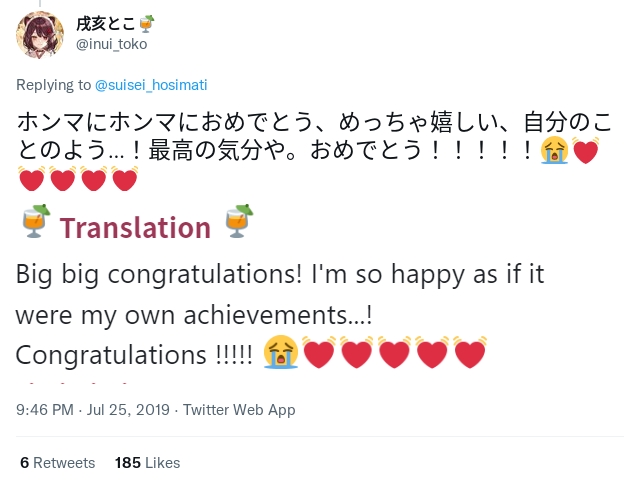 戌亥とこ🍹
@inui_toko
Replying to @suisei_hosimati
ホンマにホンマにおめでとう、めっちゃ嬉しい、自分のこ
とのよう...！最高の気分や。おめでとう！！！！！😭💓
💓💓💓💓
🍹 Translation 🍹
Big big congratulations! I'm so happy as if it
were my own achievements...!
Congratulations !!!!! 😭💓💓💓💓💓
9:46 PM · Jul 25, 2019 · Twitter Web App
6 Retweets 185 Likes